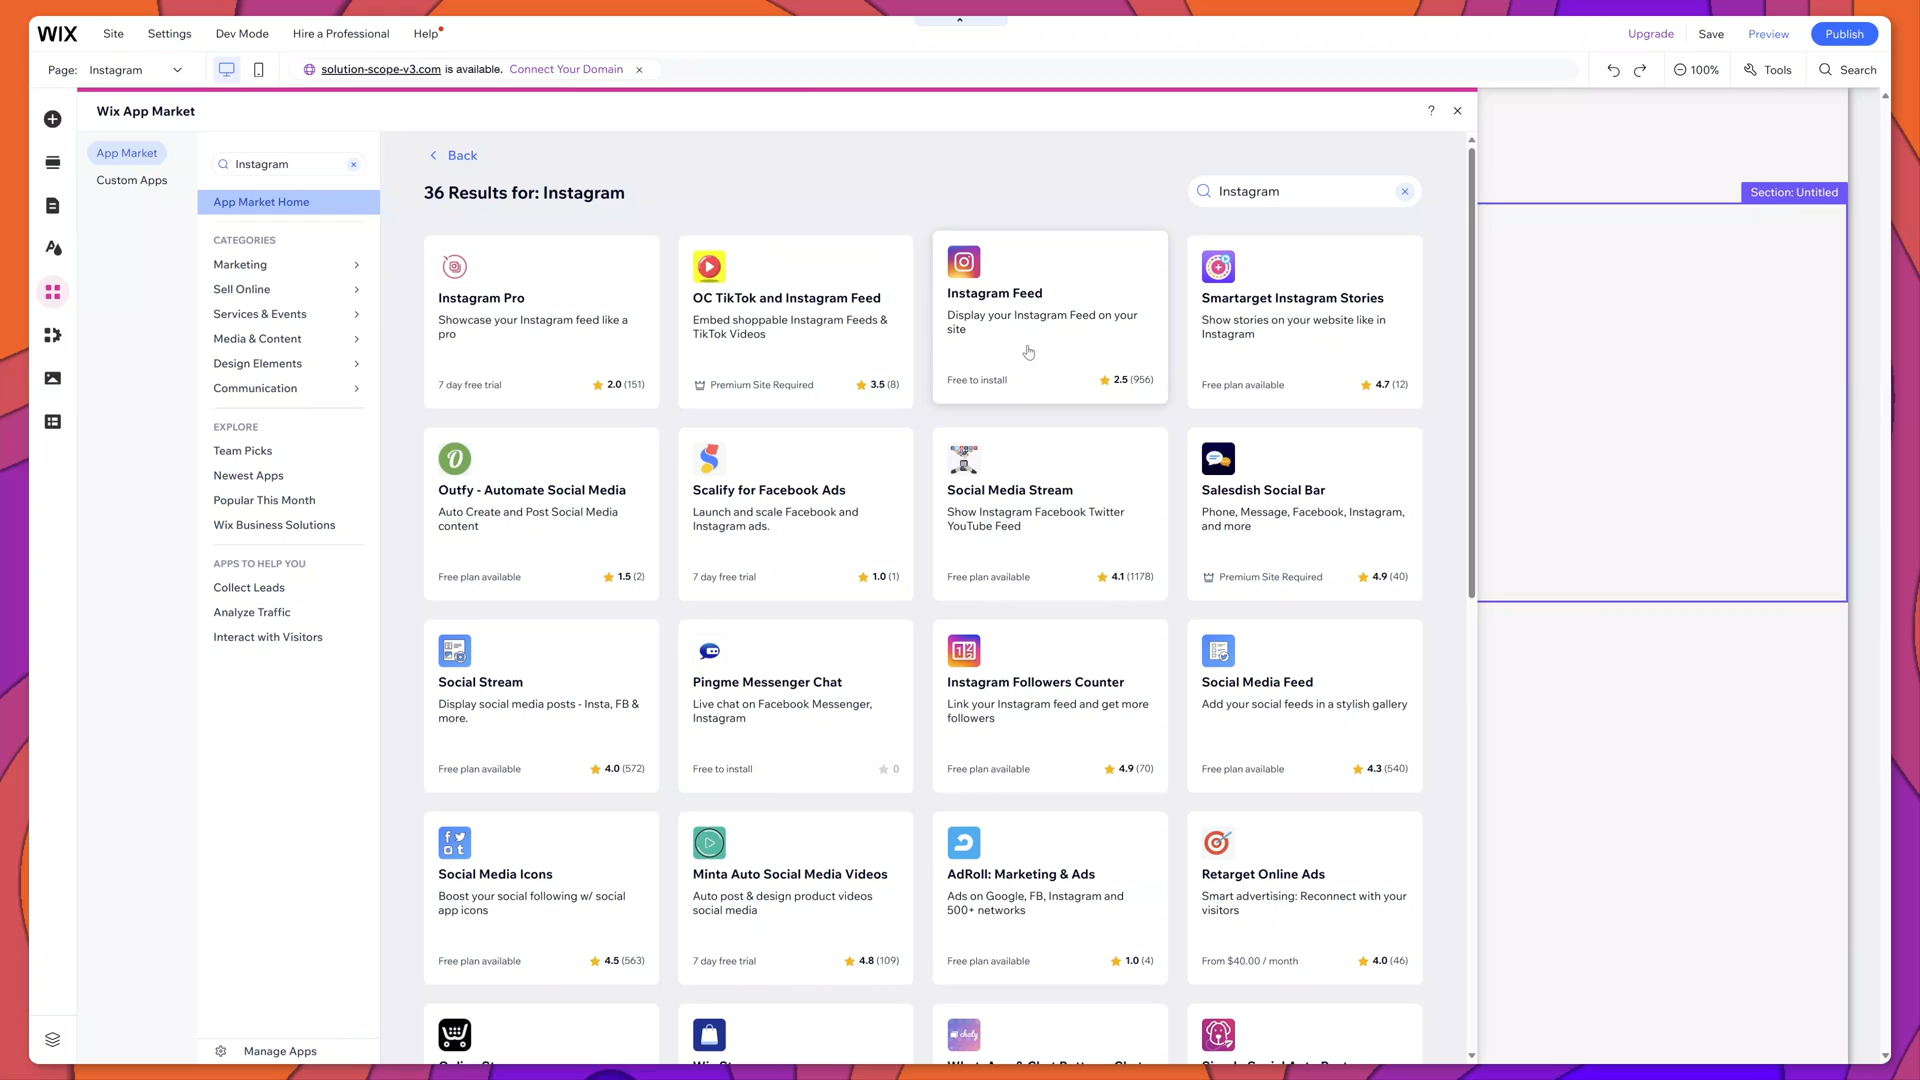 WIX
Site
Settings
Dev Mode
Hire a Professional
Help
Upgrade
Save
Preview
Publish
Page:
Instagram
solution-scope-v3.com is available. Connect Your Domain
100%
Tools
Search
Wix App Market
?
App Market
Custom Apps
Instagram
App Market Home
CATEGORIES
Marketing
Sell Online
Services & Events
Media & Content
Design Elements
Communication
EXPLORE
Team Picks
Newest Apps
Popular This Month
Wix Business Solutions
APPS TO HELP YOU
Collect Leads
Analyze Traffic
Interact with Visitors
Manage Apps
Back
36 Results for: Instagram
Instagram
Section: Untitled
Instagram Pro
Showcase your Instagram feed like a
pro
7 day free trial
2.0 (151)
OC TikTok and Instagram Feed
Embed shoppable Instagram Feeds &
TikTok Videos
Premium Site Required
3.5 (8)
Instagram Feed
Display your Instagram Feed on your
site
Free to install
2.5 (956)
Smartarget Instagram Stories
Show stories on your website like in
Instagram
Free plan available
4.7 (12)
Outfy - Automate Social Media
Auto Create and Post Social Media
content
Free plan available
1.5 (2)
Scalify for Facebook Ads
Launch and scale Facebook and
Instagram ads.
7 day free trial
1.0 (1)
Social Media Stream
Show Instagram Facebook Twitter
YouTube Feed
Free plan available
4.1 (1178)
Salesdish Social Bar
Phone, Message, Facebook, Instagram,
and more
Premium Site Required
4.9 (40)
Social Stream
Display social media posts - Insta, FB &
more.
Free plan available
4.0 (572)
Pingme Messenger Chat
Live chat on Facebook Messenger,
Instagram
Free to install
0
Instagram Followers Counter
Link your Instagram feed and get more
followers
Free plan available
4.9 (70)
Social Media Feed
Add your social feeds in a stylish gallery
Free plan available
4.3 (540)
Social Media Icons
Boost your social following w/ social
app icons
Free plan available
4.5 (563)
Minta Auto Social Media Videos
Auto post & design product videos
social media
7 day free trial
4.8 (109)
AdRoll: Marketing & Ads
Ads on Google, FB, Instagram and
500+ networks
Free plan available
1.0 (4)
Retarget Online Ads
Smart advertising: Reconnect with your
visitors
From $40.00 / month
4.0 (46)
chaty